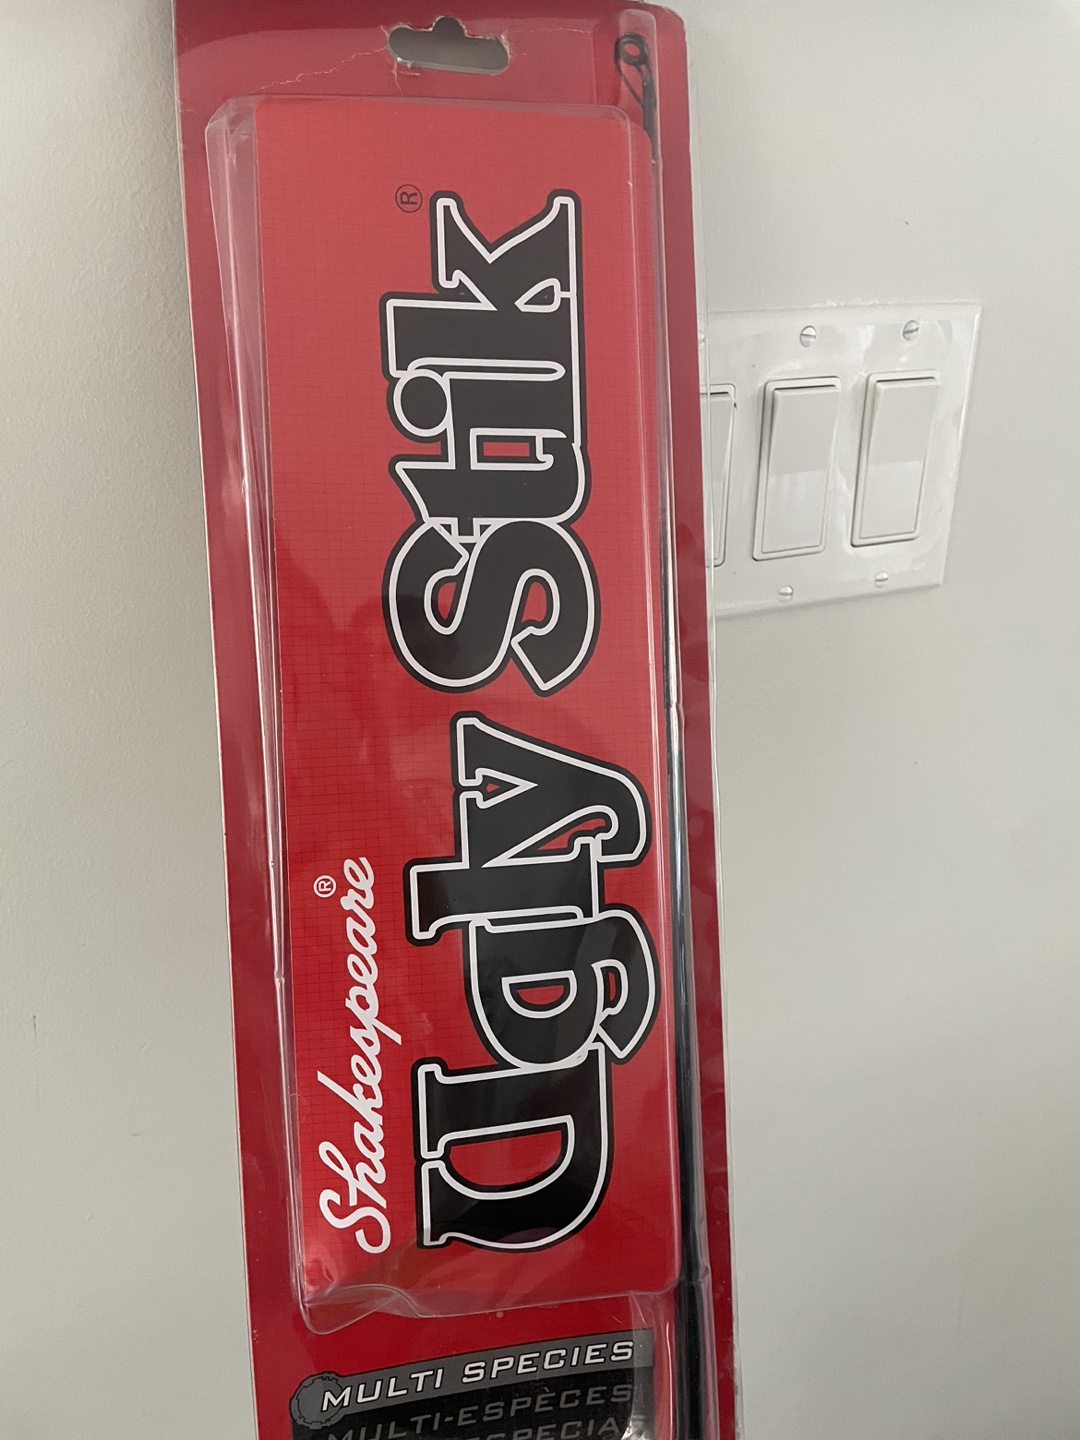 Shakespeare®
Ugly Stik®
MULTI SPECIES
MULTI-ESPÈCES